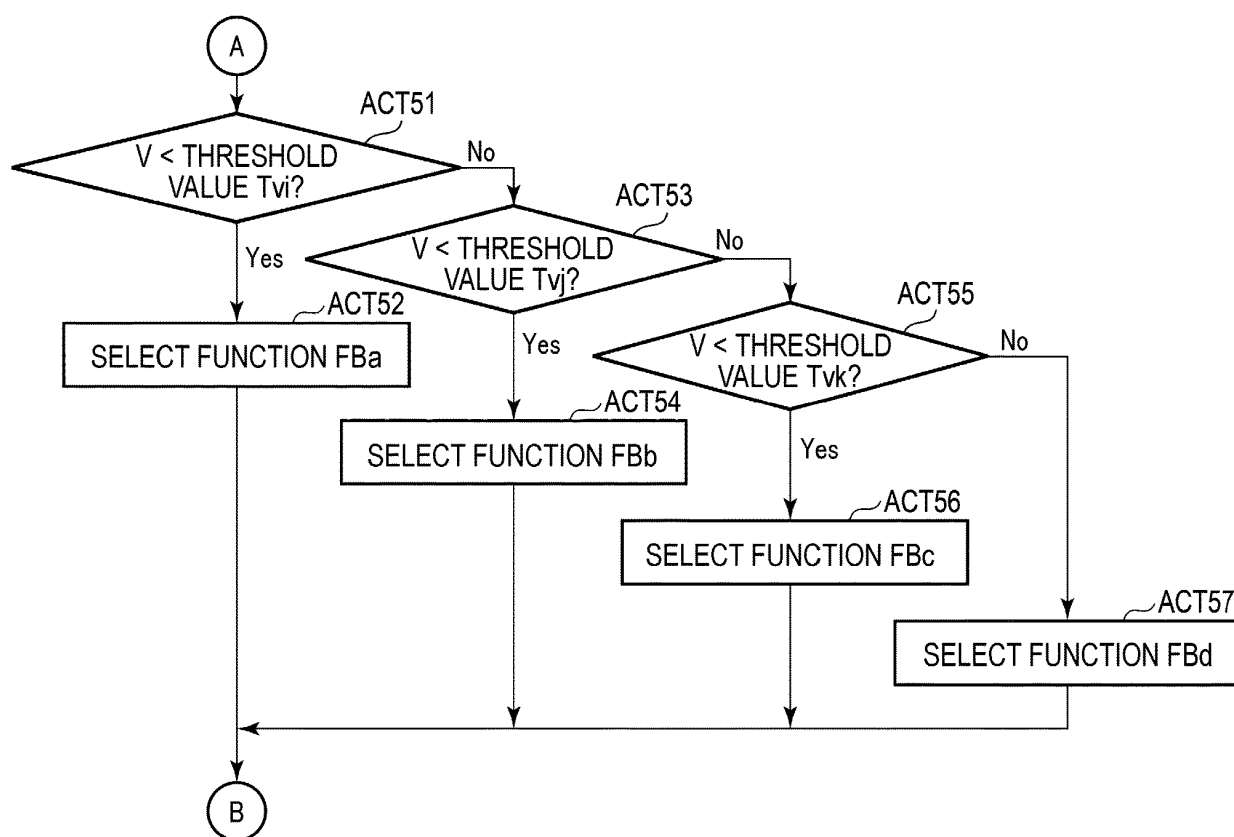 A
ACT51
V < THRESHOLD
VALUE Tvi?
No
Yes
ACT53
V < THRESHOLD
VALUE Tvj?
No
Yes
ACT52
SELECT FUNCTION FBa
ACT55
V < THRESHOLD
VALUE Tvk?
No
Yes
ACT54
SELECT FUNCTION FBb
ACT56
SELECT FUNCTION FBc
ACT57
SELECT FUNCTION FBd
B